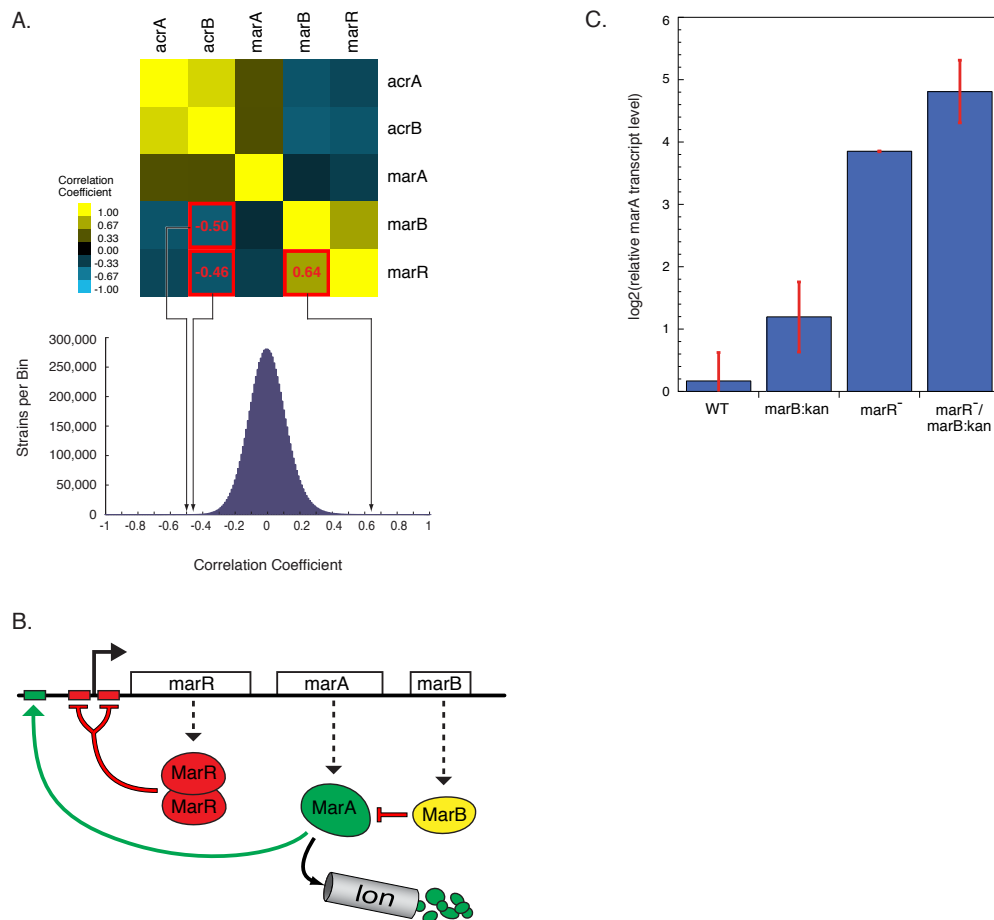 A.
acrA acrB marA marB marR
acrA
acrB
marA
marB
marR
-0.50
-0.46 0.64
Correlation
Coefficient
1.00
0.67
0.33
0.00
-0.33
-0.67
-1.00
300,000
250,000
200,000
150,000
100,000
50,000
0
Strains per Bin
-1 -0.8 -0.6 -0.4 -0.2 0 0.2 0.4 0.6 0.8 1
Correlation Coefficient
B.
marR marA marB
MarR
MarR
MarA
MarB
lon
C.
6
5
4
3
2
1
0
log2(relative marA transcript level)
WT marB:kan marR⁻ marR⁻/
marB:kan